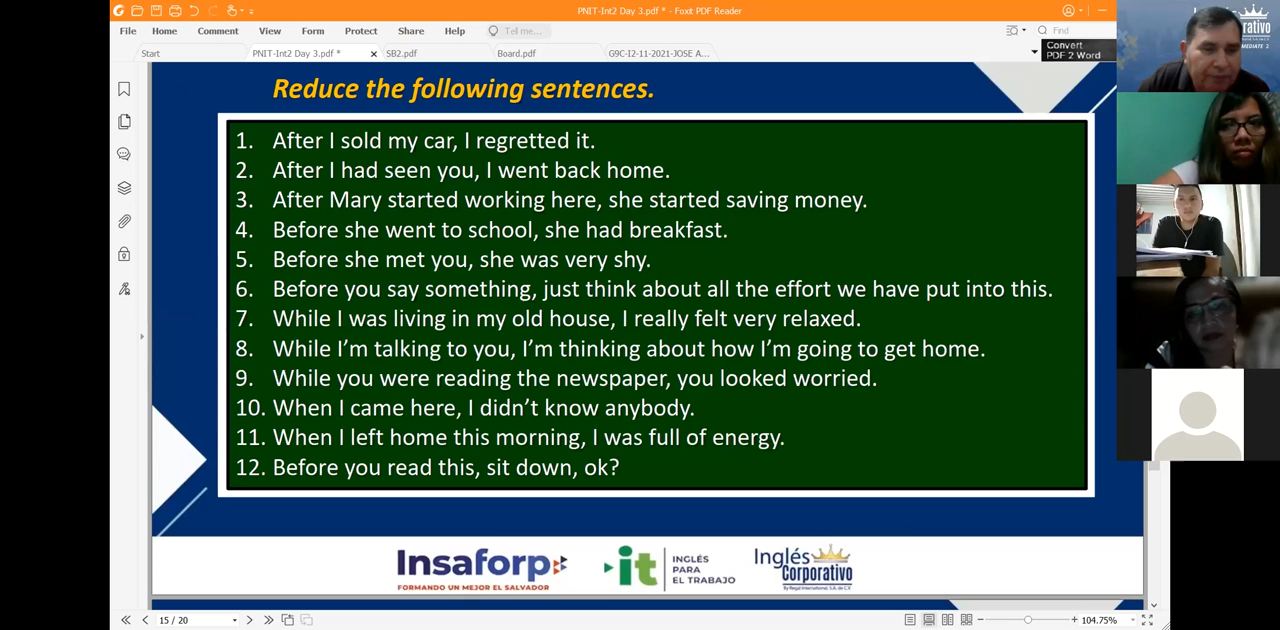 PNIT-Int2 Day 3.pdf * - Foxit PDF Reader
File Home Comment View Form Protect Share Help Tell me... Find
Start PNIT-Int2 Day 3.pdf * SB2.pdf Board.pdf G9C-I2-11-2021-JOSE A...
Convert
PDF 2 Word
Reduce the following sentences.
1. After I sold my car, I regretted it.
2. After I had seen you, I went back home.
3. After Mary started working here, she started saving money.
4. Before she went to school, she had breakfast.
5. Before she met you, she was very shy.
6. Before you say something, just think about all the effort we have put into this.
7. While I was living in my old house, I really felt very relaxed.
8. While I’m talking to you, I’m thinking about how I’m going to get home.
9. While you were reading the newspaper, you looked worried.
10. When I came here, I didn’t know anybody.
11. When I left home this morning, I was full of energy.
12. Before you read this, sit down, ok?
Insaforp
FORMANDO UN MEJOR EL SALVADOR
it
INGLÉS
PARA
EL TRABAJO
Inglés
Corporativo
By Regal International, S.A. de C.V.
15 / 20
104.75%